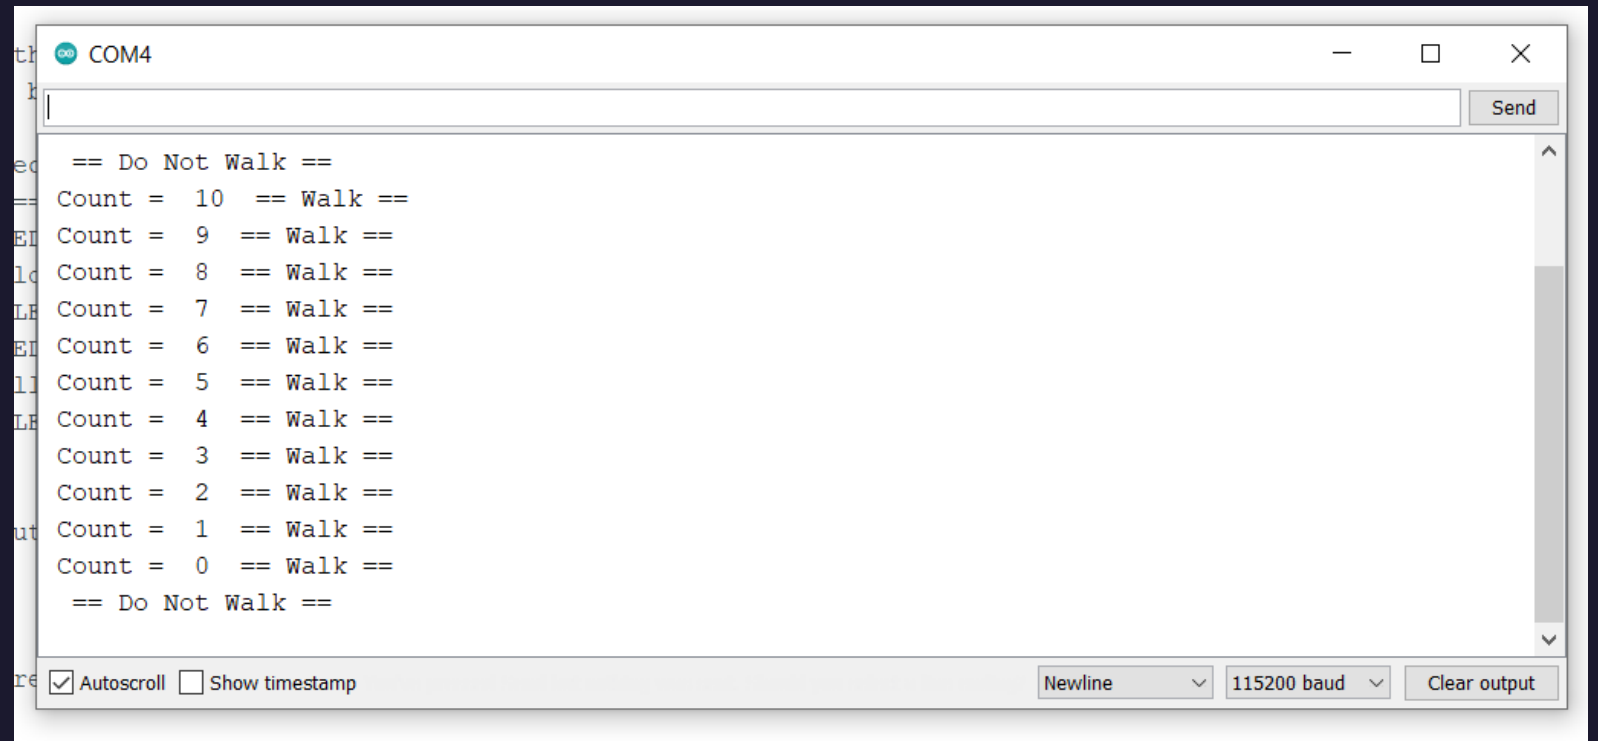 COM4
Send
== Do Not Walk ==
Count =  10  == Walk ==
Count =  9  == Walk ==
Count =  8  == Walk ==
Count =  7  == Walk ==
Count =  6  == Walk ==
Count =  5  == Walk ==
Count =  4  == Walk ==
Count =  3  == Walk ==
Count =  2  == Walk ==
Count =  1  == Walk ==
Count =  0  == Walk ==
== Do Not Walk ==
Autoscroll Show timestamp Newline 115200 baud Clear output